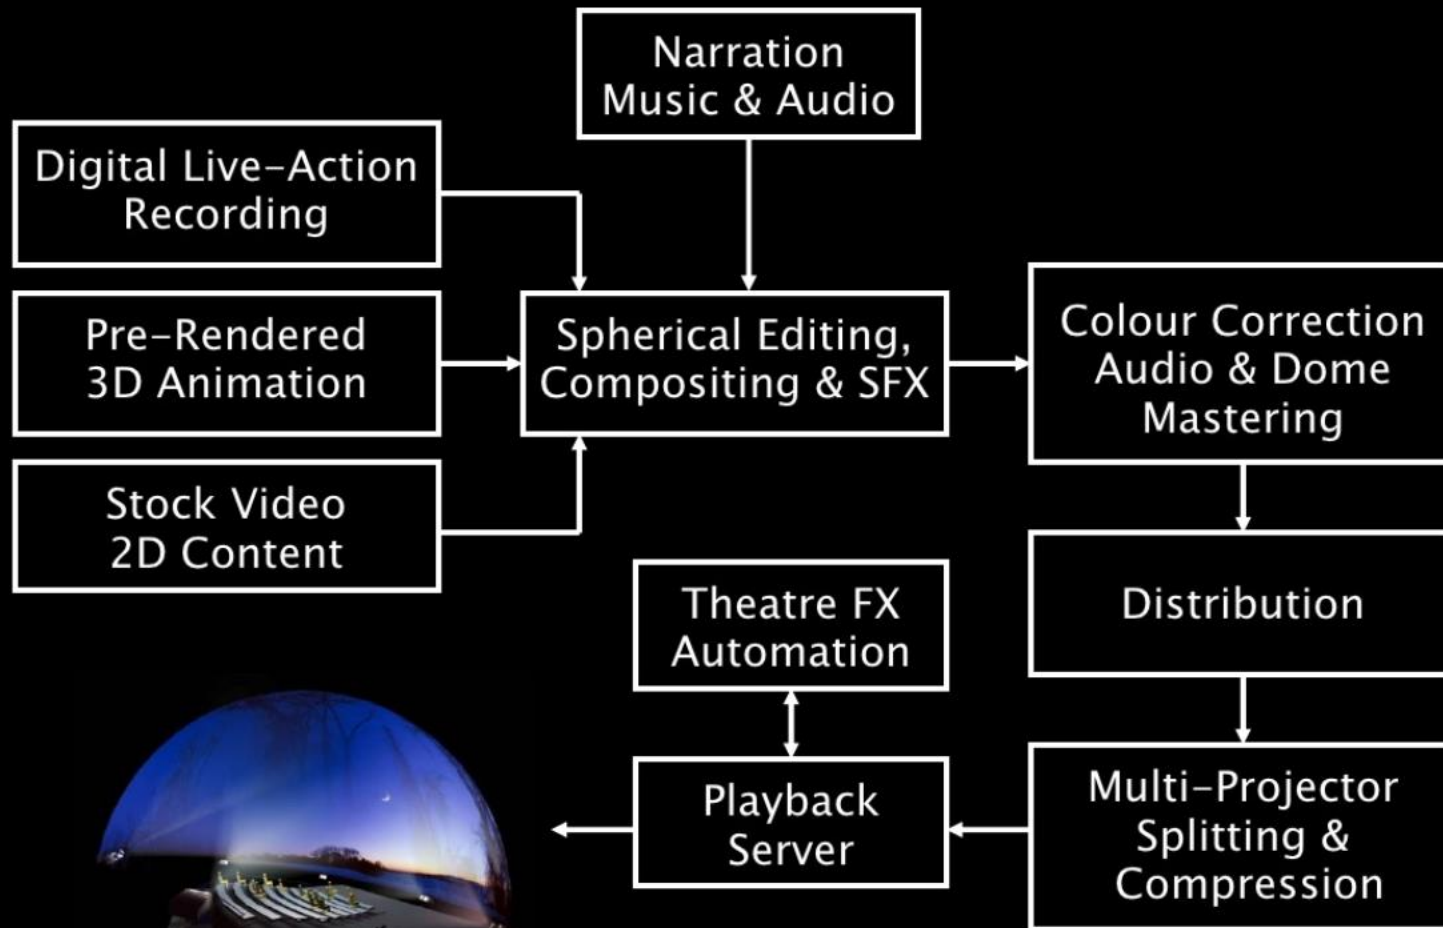 Narration
Music & Audio
Digital Live-Action
Recording
Pre-Rendered
3D Animation
Stock Video
2D Content
Spherical Editing,
Compositing & SFX
Colour Correction
Audio & Dome
Mastering
Distribution
Multi-Projector
Splitting &
Compression
Theatre FX
Automation
Playback
Server